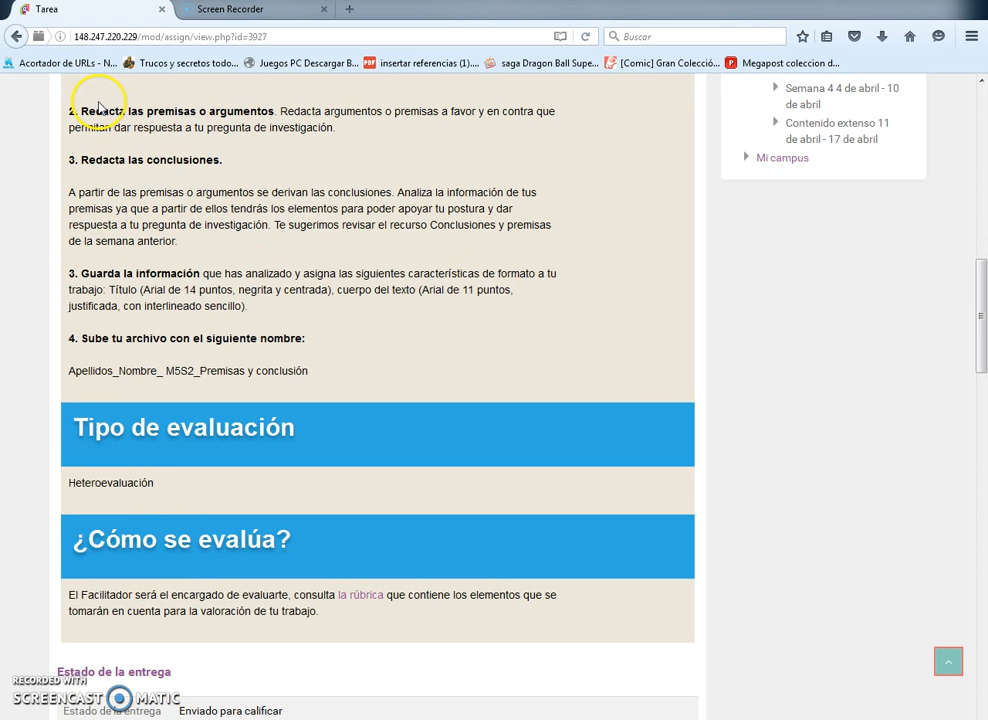 Tarea
Screen Recorder
148.247.220.229/mod/assign/view.php?id=3927
Buscar
Acortador de URLs - N...
Trucos y secretos todo...
Juegos PC Descargar B...
insertar referencias (1)...
saga Dragon Ball Supe...
[Comic] Gran Colecció...
Megapost coleccion d...
2. Redacta las premisas o argumentos. Redacta argumentos o premisas a favor y en contra que
permitan dar respuesta a tu pregunta de investigación.
3. Redacta las conclusiones.
A partir de las premisas o argumentos se derivan las conclusiones. Analiza la información de tus
premisas ya que a partir de ellos tendrás los elementos para poder apoyar tu postura y dar
respuesta a tu pregunta de investigación. Te sugerimos revisar el recurso Conclusiones y premisas
de la semana anterior.
3. Guarda la información que has analizado y asigna las siguientes características de formato a tu
trabajo: Título (Arial de 14 puntos, negrita y centrada), cuerpo del texto (Arial de 11 puntos,
justificada, con interlineado sencillo).
4. Sube tu archivo con el siguiente nombre:
Apellidos_Nombre_ M5S2_Premisas y conclusión
Tipo de evaluación
Heteroevaluación
¿Cómo se evalúa?
El Facilitador será el encargado de evaluarte, consulta la rúbrica que contiene los elementos que se
tomarán en cuenta para la valoración de tu trabajo.
Estado de la entrega
Estado de la entrega
Enviado para calificar
Semana 4 4 de abril - 10
de abril
Contenido extenso 11
de abril - 17 de abril
Mi campus
RECORDED WITH
SCREENCAST MATIC